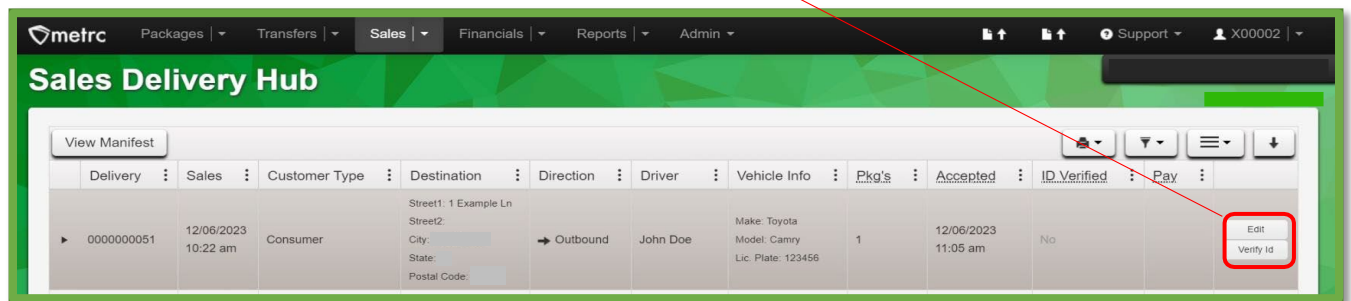 metrc Packages | Transfers | Sales | Financials | Reports | Admin Support X00002 |
Sales Delivery Hub
View Manifest
Delivery Sales Customer Type Destination Direction Driver Vehicle Info Pkg's Accepted ID Verified Pay
Street1: 1 Example Ln
Street2:
City:
State:
Postal Code:
0000000051
12/06/2023
10:22 am
Consumer
Outbound
John Doe
Make: Toyota
Model: Camry
Lic. Plate: 123456
1
12/06/2023
11:05 am
No
Edit
Verify Id